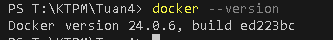 PS T:\KTPM\Tuan4> docker --version
Docker version 24.0.6, build ed223bc